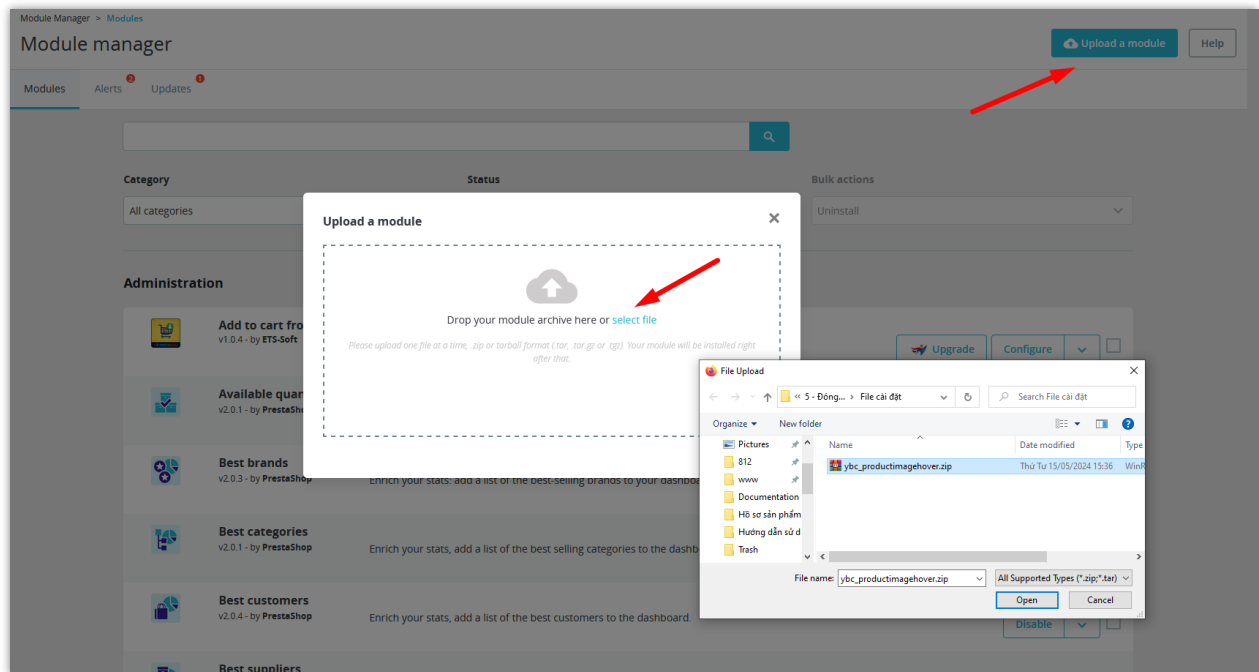 Module Manager > Modules
Module manager
Upload a module
Help
Modules
Alerts 2
Updates 1
Category
Status
Bulk actions
All categories
Uninstall
Upload a module
Drop your module archive here or select file
Please upload one file at a time, .zip or tarball format (.tar, .tar.gz or .tgz). Your module will be installed right
after that.
Administration
Add to cart fro
v1.0.4 - by ETS-Soft
Upgrade
Configure
Available quan
v2.0.1 - by PrestaSho
Best brands
v2.0.3 - by PrestaShop
Enrich your stats: add a list of the best-selling brands to your dashboa
Best categories
v2.0.1 - by PrestaShop
Enrich your stats, add a list of the best selling categories to the dashb
Best customers
v2.0.4 - by PrestaShop
Enrich your stats, add a list of the best customers to the dashboard.
Disable
Best suppliers
File Upload
« 5 - Đóng... › File cài đặt
Search File cài đặt
Organize
New folder
Pictures
812
www
Documentation
Hồ sơ sản phẩm
Hướng dẫn sử d
Trash
Name
Date modified
Type
ybc_productimagehover.zip
Thứ Tư 15/05/2024 15:36
WinR
File name: ybc_productimagehover.zip
All Supported Types (*.zip;*.tar)
Open
Cancel